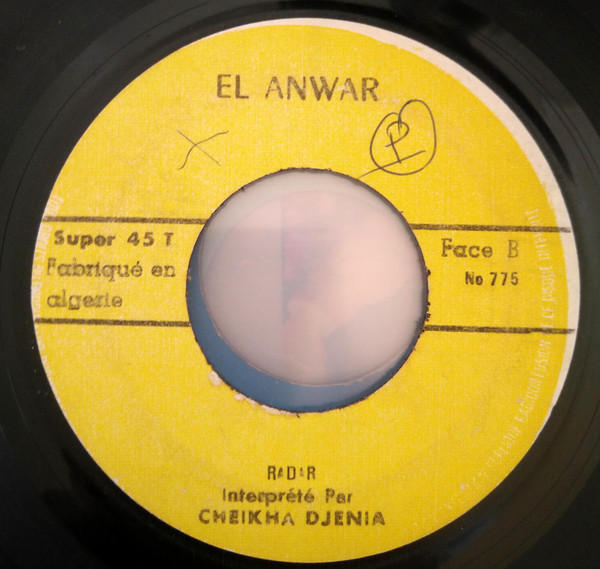 EL ANWAR
Super 45 T
Fabriqué en
algerie
Face B
No 775
RADAR
Interprété Par
CHEIKHA DJENIA